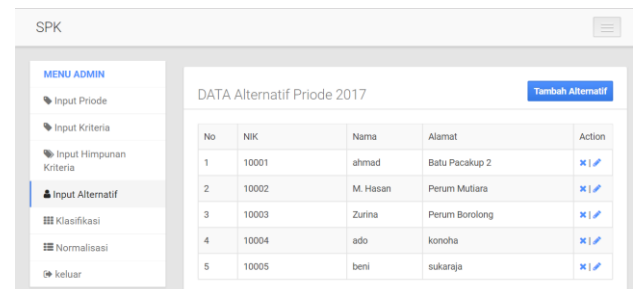 SPK
MENU ADMIN
Input Priode
Input Kriteria
Input Himpunan
Kriteria
Input Alternatif
Klasifikasi
Normalisasi
keluar
DATA Alternatif Priode 2017
Tambah Alternatif
No NIK Nama Alamat Action
1 10001 ahmad Batu Pacakup 2 |
2 10002 M. Hasan Perum Mutiara |
3 10003 Zurina Perum Borolong |
4 10004 ado konoha |
5 10005 beni sukaraja |